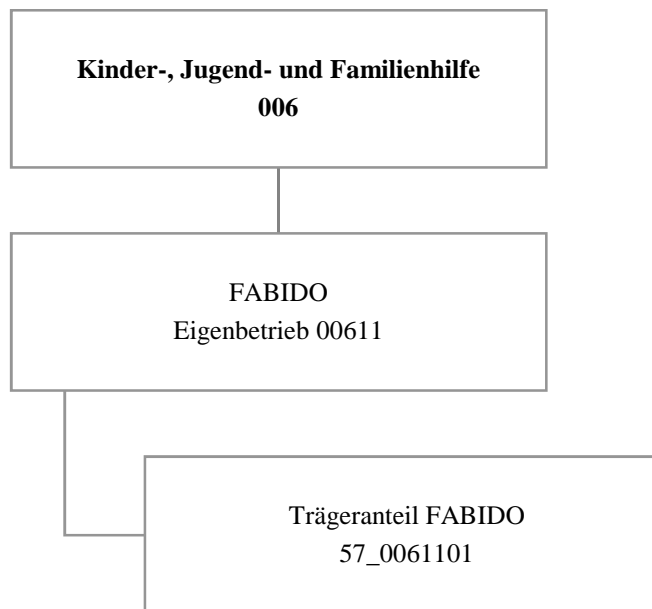 Kinder-, Jugend- und Familienhilfe
006
FABIDO
Eigenbetrieb 00611
Trägeranteil FABIDO
57_0061101